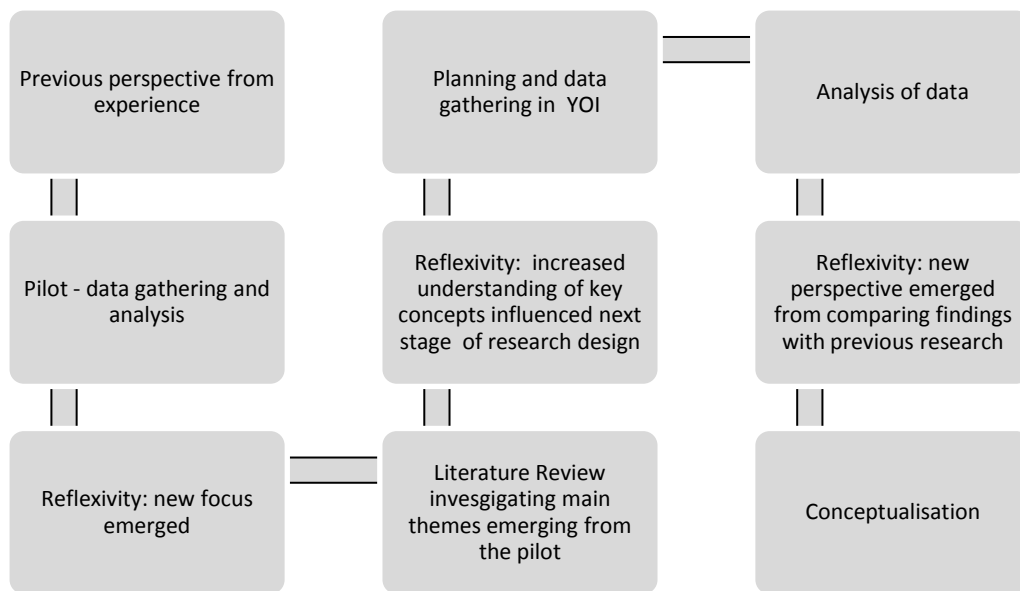 Previous perspective from
experience
Pilot - data gathering and
analysis
Reflexivity: new focus
emerged
Literature Review
invesgigating main
themes emerging from
the pilot
Reflexivity:  increased
understanding of key
concepts influenced next
stage  of research design
Planning and data
gathering in  YOI
Analysis of data
Reflexivity: new
perspective emerged
from comparing findings
with previous research
Conceptualisation